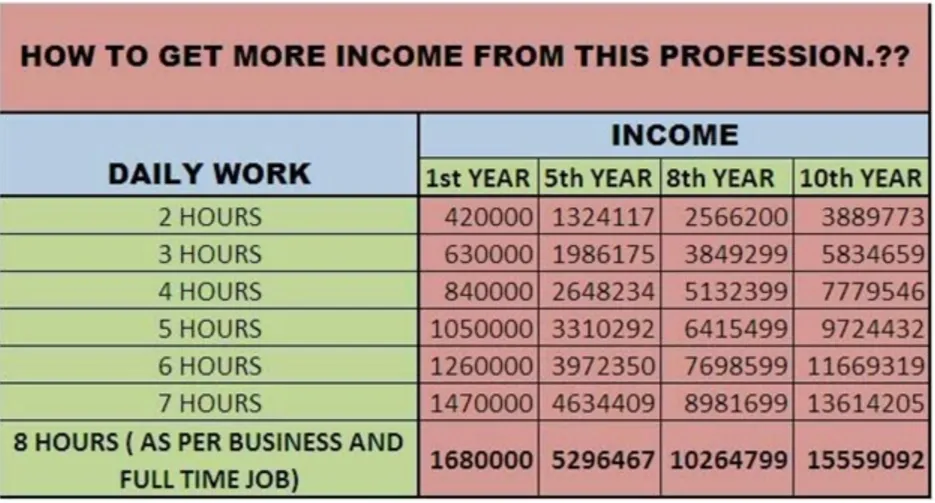 HOW TO GET MORE INCOME FROM THIS PROFESSION.??
INCOME
DAILY WORK
1st YEAR 5th YEAR 8th YEAR 10th YEAR
2 HOURS 420000 1324117 2566200 3889773
3 HOURS 630000 1986175 3849299 5834659
4 HOURS 840000 2648234 5132399 7779546
5 HOURS 1050000 3310292 6415499 9724432
6 HOURS 1260000 3972350 7698599 11669319
7 HOURS 1470000 4634409 8981699 13614205
8 HOURS ( AS PER BUSINESS AND
FULL TIME JOB) 1680000 5296467 10264799 15559092